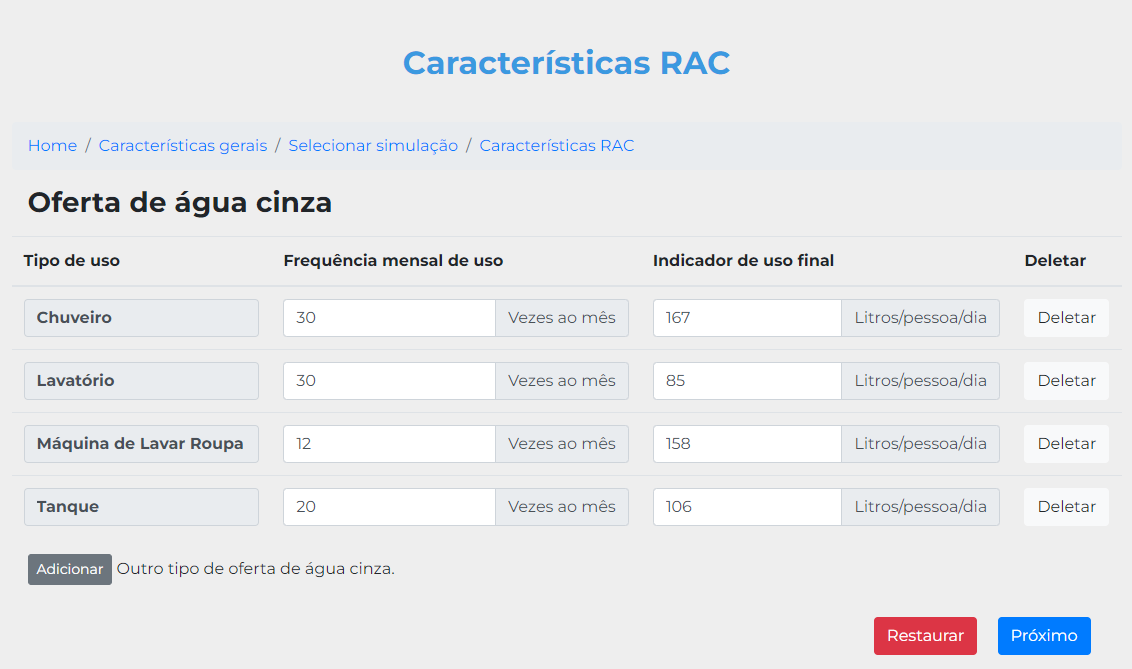 Características RAC
Home / Características gerais / Selecionar simulação / Características RAC
Oferta de água cinza
Tipo de uso Frequência mensal de uso Indicador de uso final Deletar
Chuveiro 30 Vezes ao mês 167 Litros/pessoa/dia Deletar
Lavatório 30 Vezes ao mês 85 Litros/pessoa/dia Deletar
Máquina de Lavar Roupa 12 Vezes ao mês 158 Litros/pessoa/dia Deletar
Tanque 20 Vezes ao mês 106 Litros/pessoa/dia Deletar
Adicionar Outro tipo de oferta de água cinza.
Restaurar Próximo